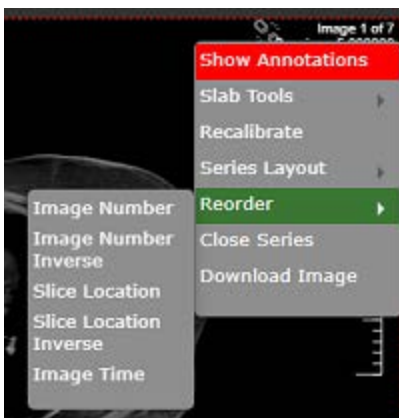 Image 1 of 7
Show Annotations
Slab Tools
Recalibrate
Series Layout
Reorder
Close Series
Download Image
Image Number
Image Number
Inverse
Slice Location
Slice Location
Inverse
Image Time